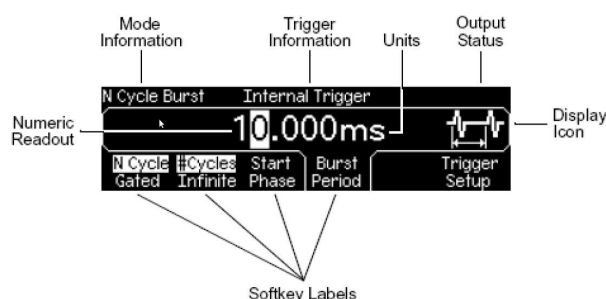 Mode
Information
Trigger
Information
Units
Output
Status
N Cycle Burst
Internal Trigger
Numeric
Readout
10.000ms
Display
Icon
N Cycle
Gated
#Cycles
Infinite
Start
Phase
Burst
Period
Trigger
Setup
Softkey Labels